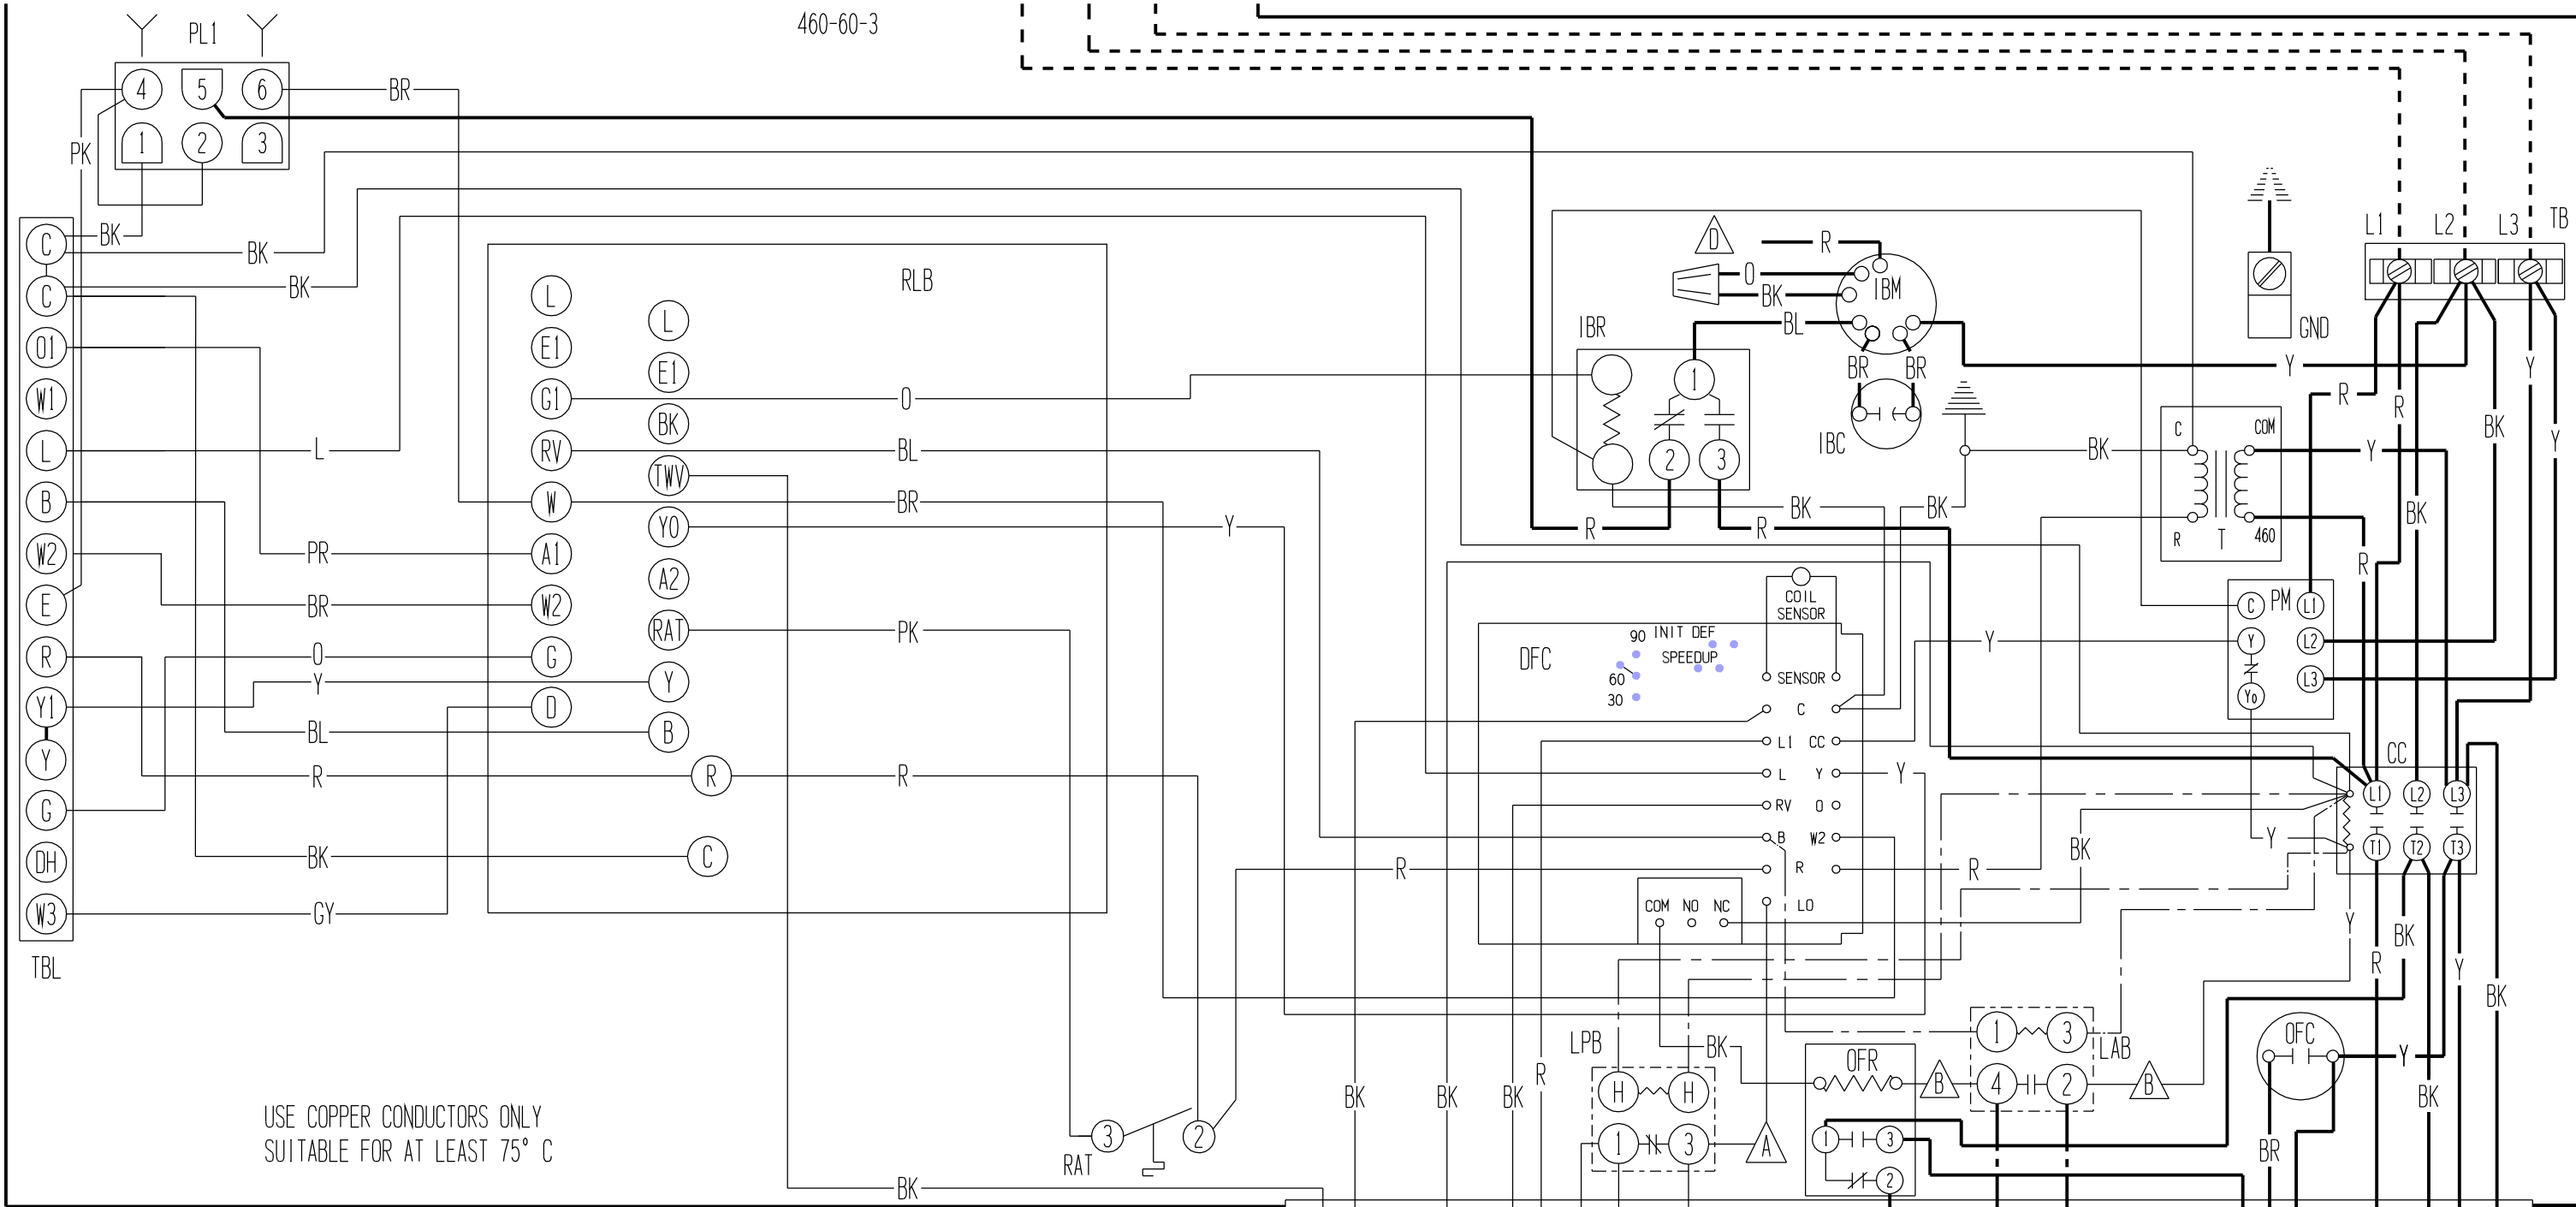 460-60-3
PL1
4 5 6
1 2 3
BR
PK
BK
BK
BK
C
C
O1
W1
L
B
W2
E
R
Y1
Y
G
DH
W3
TBL
L
PR
BR
O
Y
BL
R
BK
GY
RLB
L
E1
G1
RV
W
A1
W2
G
D
L
E1
BK
TWV
Y0
A2
RAT
Y
B
R
C
O
BL
BR
Y
PK
R
BK
RAT
3 2
R
USE COPPER CONDUCTORS ONLY
SUITABLE FOR AT LEAST 75° C
D
R
O
BK
BL
IBM
BR BR
IBC
IBR
1
2 3
R
R
BK
BK
BK
Y
GND
L1 L2 L3 TB
R
R
BK
BK
Y
Y
C COM
R T 460
Y
R
PM
C L1
Y L2
Y0 L3
Y
DFC
COIL
SENSOR
90 INIT DEF
SPEEDUP
60
30
SENSOR
C
L1 CC
L Y
RV O
B W2
R
LO
COM NO NC
Y
R
BK
Y
Y
CC
L1 L2 L3
T1 T2 T3
R
BK
Y
BK
BK
BK
BK
BK
R
LPB
H H
1 3
A
BK
OFR
1 3
2
B
LAB
1 3
4 2
B
OFC
Y
BR